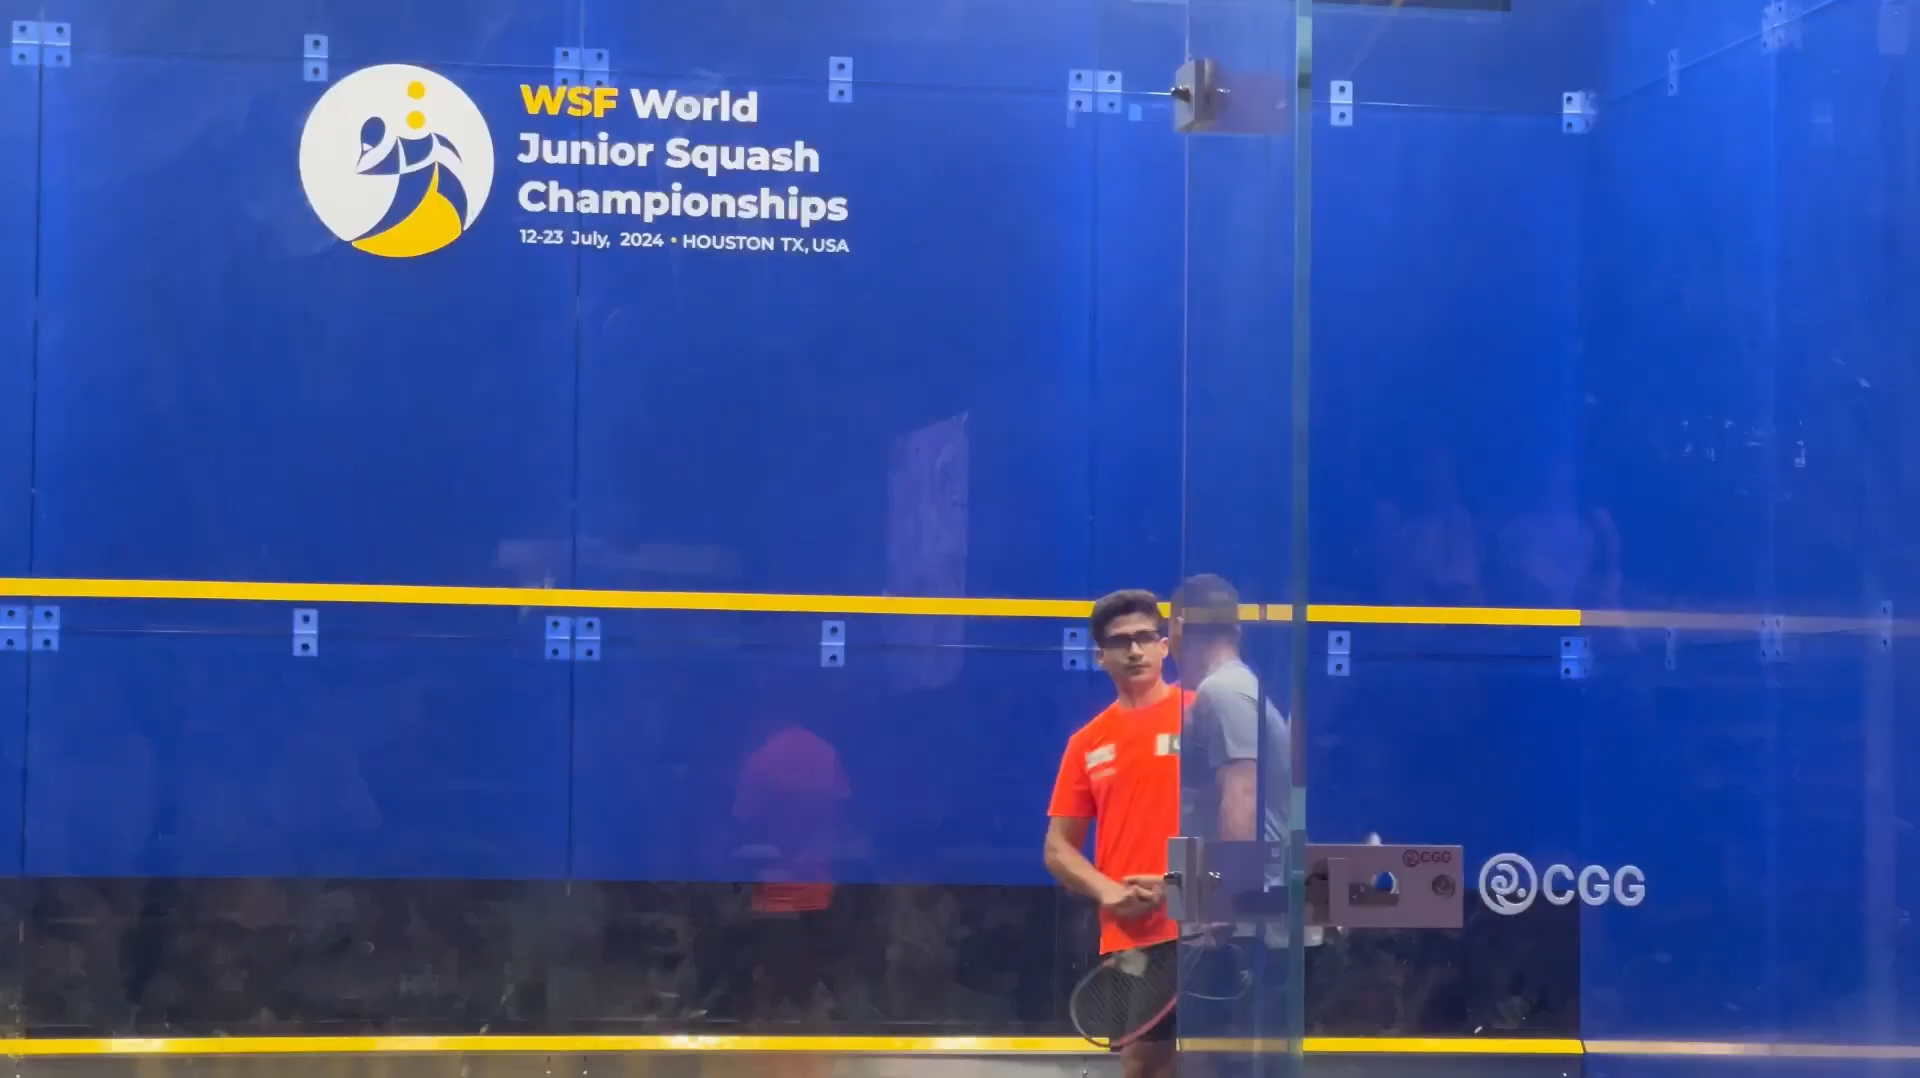 WSF World
Junior Squash
Championships
12-23 July, 2024 • HOUSTON TX, USA
CGG
CGG